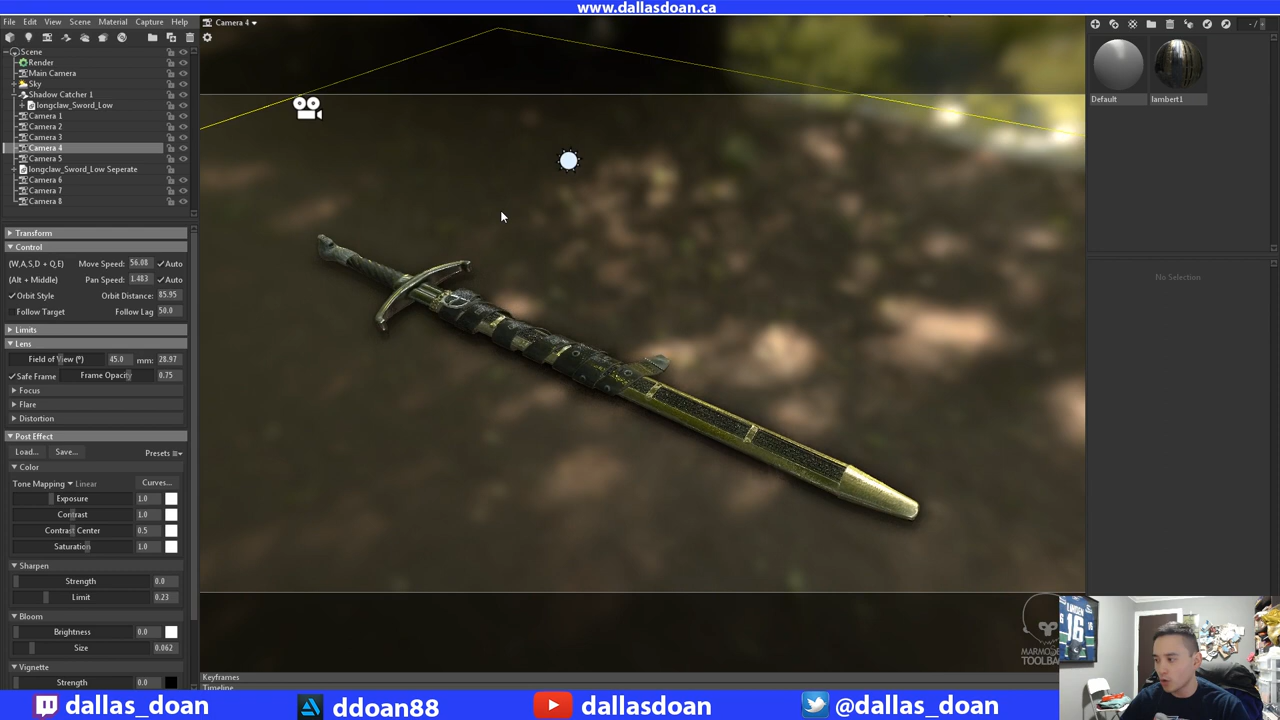 www.dallasdoan.ca
File Edit View Scene Material Capture Help
Camera 4
Scene
Render
Main Camera
Sky
Shadow Catcher 1
longclaw_Sword_Low
Camera 1
Camera 2
Camera 3
Camera 4
Camera 5
longclaw_Sword_Low Seperate
Camera 6
Camera 7
Camera 8
Transform
Control
(W,A,S,D + Q,E) Move Speed: 56.08 Auto
(Alt + Middle) Pan Speed: 1.483 Auto
Orbit Style Orbit Distance: 85.95
Follow Target Follow Lag 50.0
Limits
Lens
Field of View (°) 45.0 mm: 28.97
Safe Frame Frame Opacity 0.75
Focus
Flare
Distortion
Post Effect
Load... Save... Presets
Color
Tone Mapping Linear Curves...
Exposure 1.0
Contrast 1.0
Contrast Center 0.5
Saturation 1.0
Sharpen
Strength 0.0
Limit 0.23
Bloom
Brightness 0.0
Size 0.062
Vignette
Strength 0.0
Default
lambert1
No Selection
Keyframes
Timeline
16
dallas_doan
ddoan88
dallasdoan
@dallas_doan